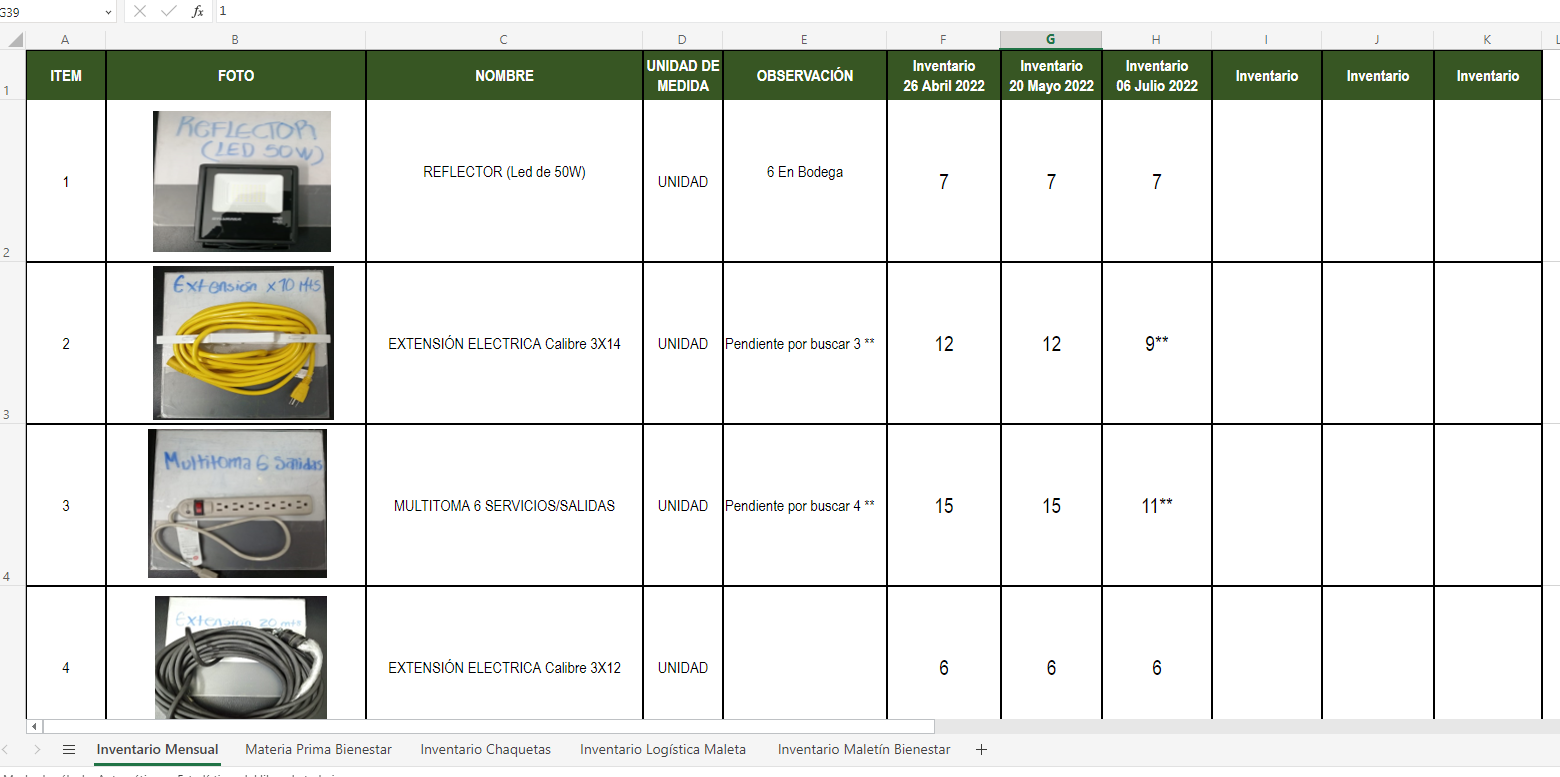 G39
fx
1
A B C D E F G H I J K L
1 ITEM FOTO NOMBRE UNIDAD DE MEDIDA OBSERVACIÓN Inventario 26 Abril 2022 Inventario 20 Mayo 2022 Inventario 06 Julio 2022 Inventario Inventario Inventario
REFLECTOR
(LED 50W)
2 1 REFLECTOR (Led de 50W) UNIDAD 6 En Bodega 7 7 7
Extensión x10 Mts
3 2 EXTENSIÓN ELECTRICA Calibre 3X14 UNIDAD Pendiente por buscar 3 ** 12 12 9**
Multitoma 6 Salidas
4 3 MULTITOMA 6 SERVICIOS/SALIDAS UNIDAD Pendiente por buscar 4 ** 15 15 11**
Extension 20 mts
4 EXTENSIÓN ELECTRICA Calibre 3X12 UNIDAD 6 6 6
Inventario Mensual Materia Prima Bienestar Inventario Chaquetas Inventario Logística Maleta Inventario Maletín Bienestar +